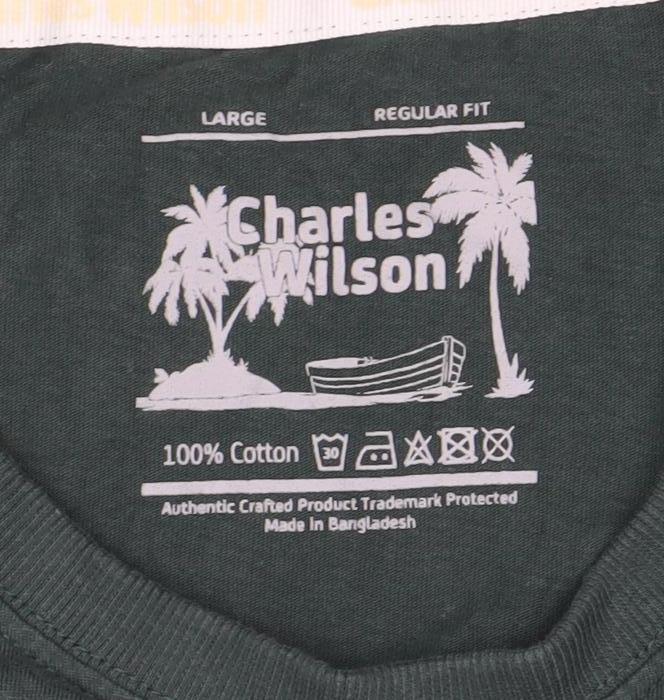 LARGE REGULAR FIT
Charles
Wilson
100% Cotton 30
Authentic Crafted Product Trademark Protected
Made in Bangladesh